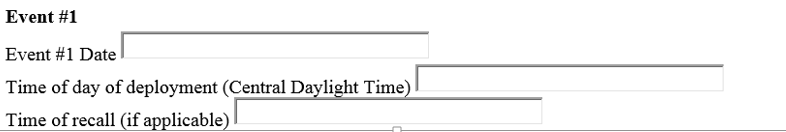 Event #1
Event #1 Date
Time of day of deployment (Central Daylight Time)
Time of recall (if applicable)